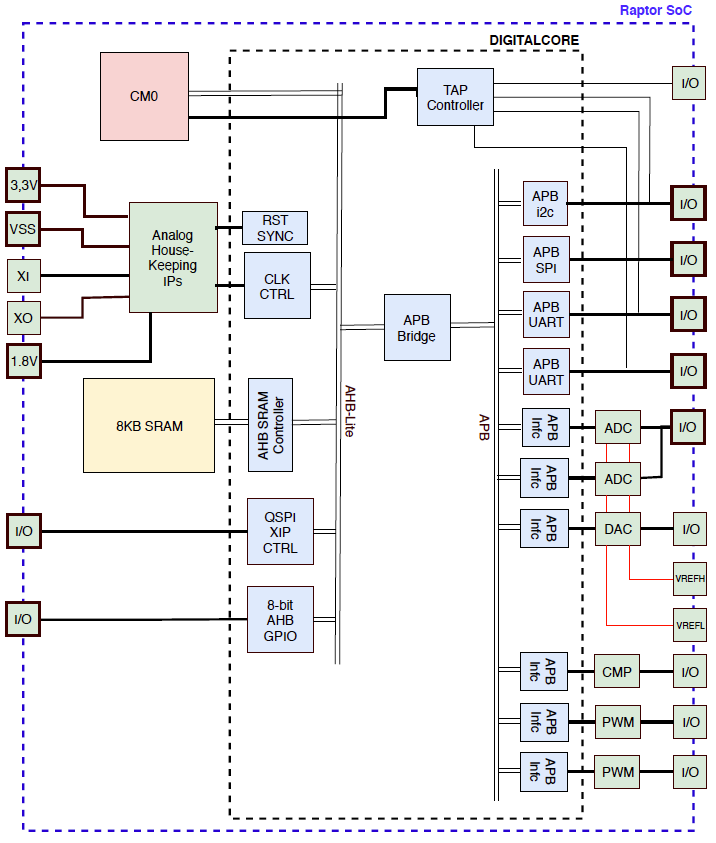 Raptor SoC
DIGITALCORE
CM0
TAP
Controller
I/O
3,3V
VSS
XI
XO
1.8V
Analog
House-
Keeping
IPs
RST
SYNC
CLK
CTRL
APB
i2c
I/O
APB
SPI
I/O
APB
UART
I/O
APB
UART
I/O
APB
Bridge
8KB SRAM
AHB SRAM
Controller
AHB-Lite
APB
APB
Infc
ADC
I/O
APB
Infc
ADC
APB
Infc
DAC
I/O
VREFH
VREFL
I/O
QSPI
XIP
CTRL
I/O
8-bit
AHB
GPIO
APB
Infc
CMP
I/O
APB
Infc
PWM
I/O
APB
Infc
PWM
I/O